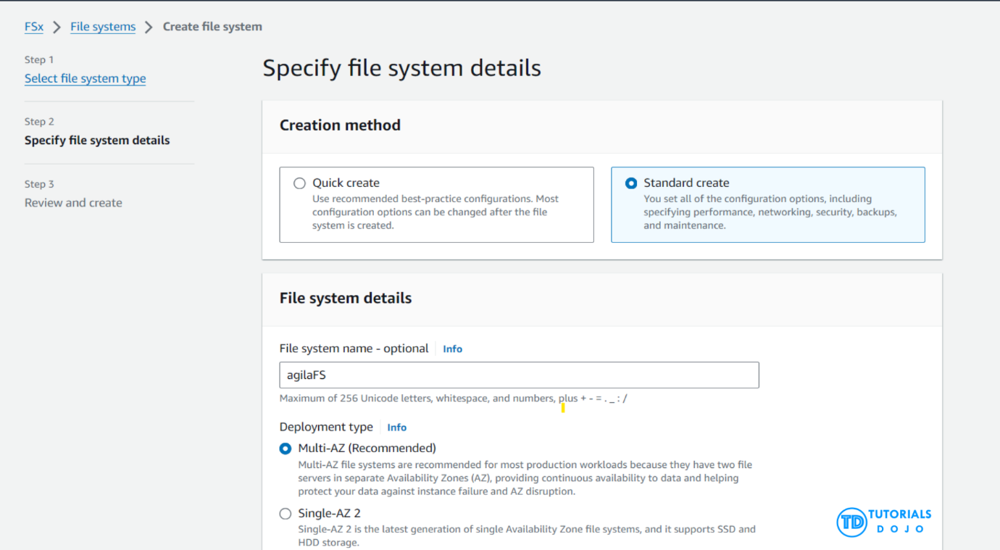 FSx > File systems > Create file system
Step 1
Select file system type
Step 2
Specify file system details
Step 3
Review and create
Specify file system details
Creation method
Quick create
Use recommended best-practice configurations. Most
configuration options can be changed after the file
system is created.
Standard create
You set all of the configuration options, including
specifying performance, networking, security, backups,
and maintenance.
File system details
File system name - optional Info
agilaFS
Maximum of 256 Unicode letters, whitespace, and numbers, plus + - = . _ : /
Deployment type Info
Multi-AZ (Recommended)
Multi-AZ file systems are recommended for most production workloads because they have two file
servers in separate Availability Zones (AZ), providing continuous availability to data and helping
protect your data against instance failure and AZ disruption.
Single-AZ 2
Single-AZ 2 is the latest generation of single Availability Zone file systems, and it supports SSD and
HDD storage.
TD TUTORIALS
DOJO